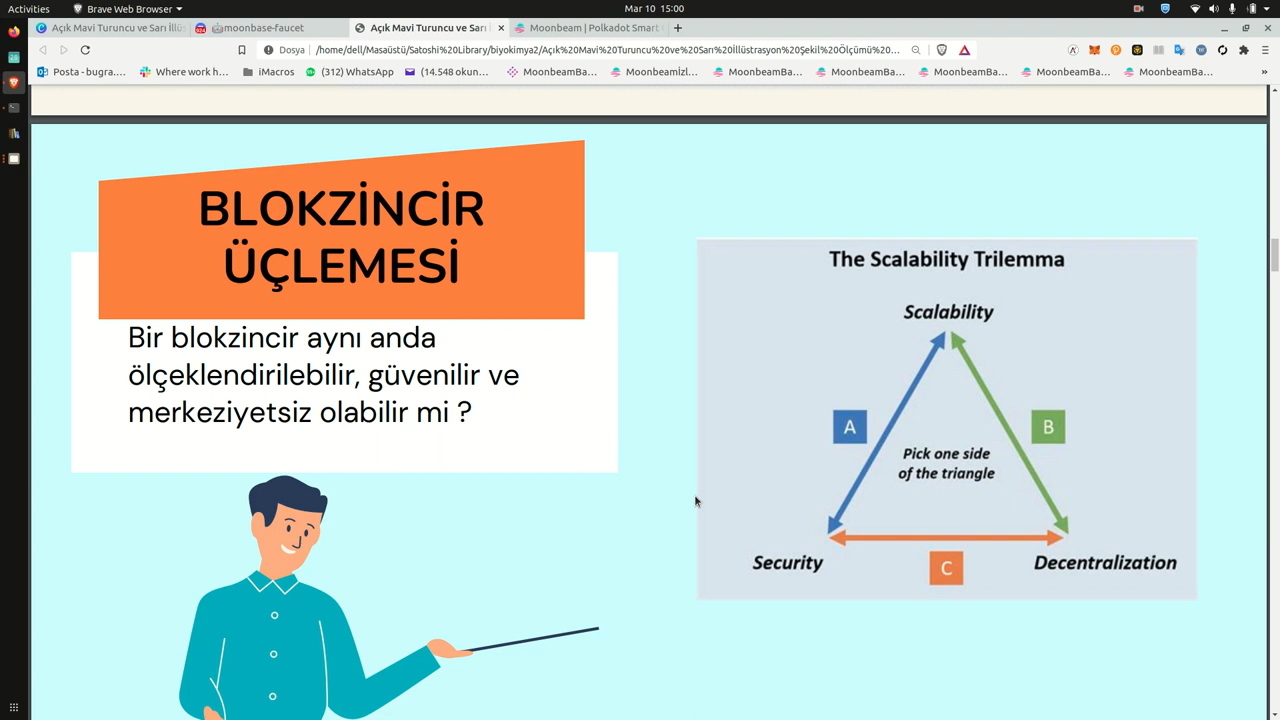 Activities
Brave Web Browser
Mar 10 15:00
Açık Mavi Turuncu ve Sarı İllüs
moonbase-faucet
Açık Mavi Turuncu ve Sarı
Moonbeam | Polkadot Smart C
Dosya
/home/dell/Masaüstü/Satoshi%20Library/biyokimya2/Açık%20Mavi%20Turuncu%20ve%20Sarı%20İllüstrasyon%20Şekil%20Ölçümü%20...
Posta - bugra....
Where work h...
iMacros
(312) WhatsApp
(14.548 okun...
MoonbeamBa...
Moonbeamİzl...
MoonbeamBa...
MoonbeamBa...
MoonbeamBa...
MoonbeamBa...
MoonbeamBa...
BLOKZİNCİR
ÜÇLEMESİ
Bir blokzincir aynı anda
ölçeklendirilebilir, güvenilir ve
merkeziyetsiz olabilir mi ?
The Scalability Trilemma
Scalability
A
B
Pick one side
of the triangle
Security
Decentralization
C